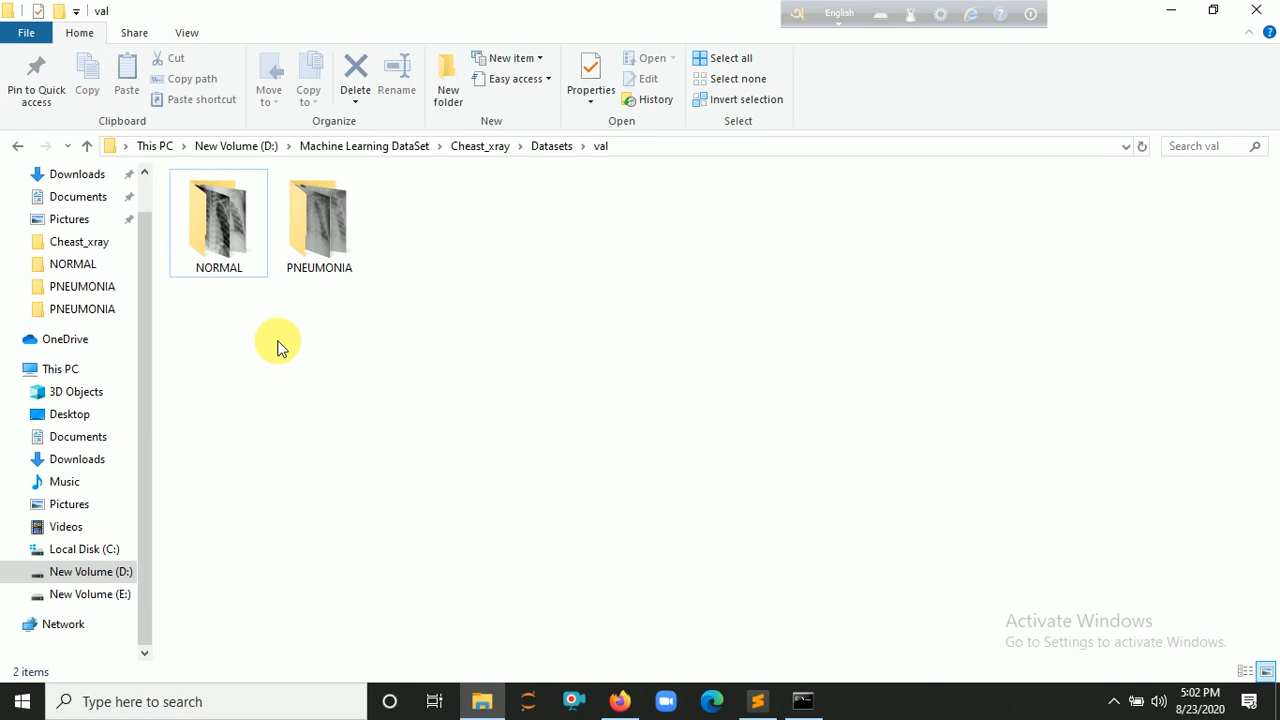 val
English
File Home Share View
Pin to Quick access
Copy
Paste
Cut
Copy path
Paste shortcut
Clipboard
Move to
Copy to
Delete
Rename
Organize
New folder
New item
Easy access
New
Properties
Open
Edit
History
Open
Select all
Select none
Invert selection
Select
This PC › New Volume (D:) › Machine Learning DataSet › Cheast_xray › Datasets › val
Search val
Downloads
Documents
Pictures
Cheast_xray
NORMAL
PNEUMONIA
PNEUMONIA
OneDrive
This PC
3D Objects
Desktop
Documents
Downloads
Music
Pictures
Videos
Local Disk (C:)
New Volume (D:)
New Volume (E:)
Network
NORMAL
PNEUMONIA
Activate Windows
Go to Settings to activate Windows.
2 items
Type here to search
5:02 PM
8/23/2020